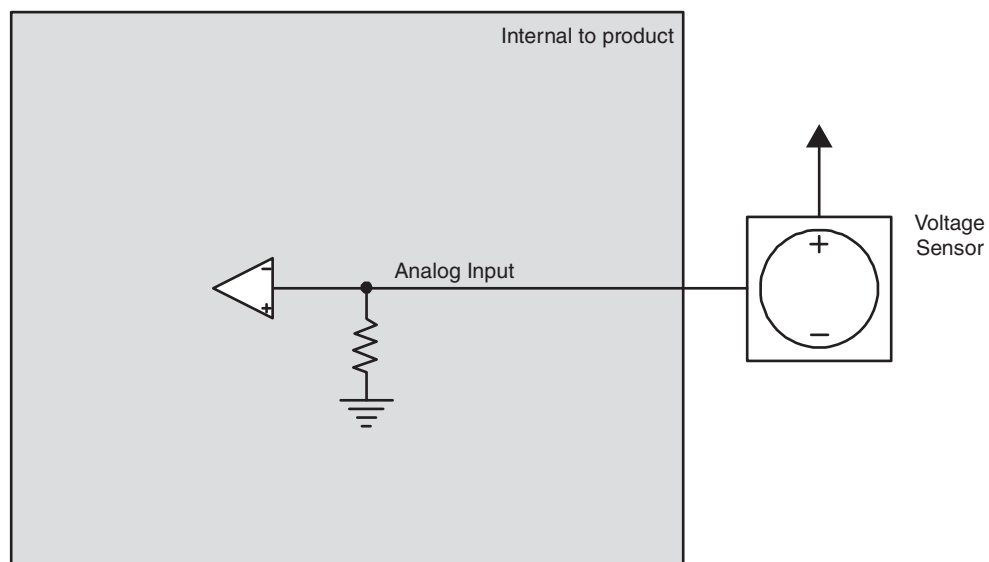 Internal to product
Voltage
Sensor
+
−
Analog Input
−
+